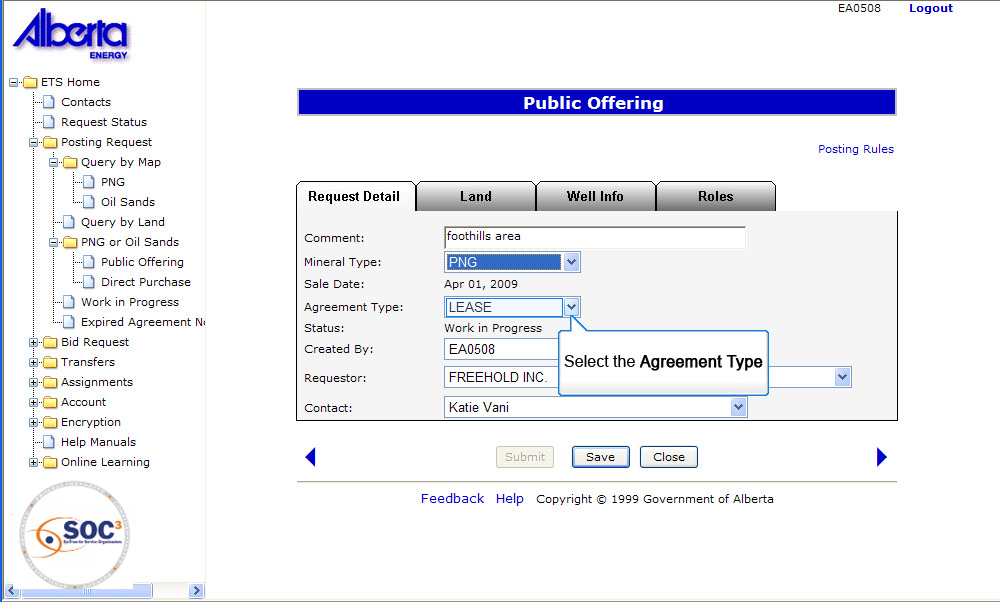 EA0508 Logout
Alberta
ENERGY
ETS Home
Contacts
Request Status
Posting Request
Query by Map
PNG
Oil Sands
Query by Land
PNG or Oil Sands
Public Offering
Direct Purchase
Work in Progress
Expired Agreement No
Bid Request
Transfers
Assignments
Account
Encryption
Help Manuals
Online Learning
SOC3
SysTrust for Service Organizations
Public Offering
Posting Rules
Request Detail Land Well Info Roles
Comment: foothills area
Mineral Type: PNG
Sale Date: Apr 01, 2009
Agreement Type: LEASE
Status: Work in Progress
Created By: EA0508
Select the Agreement Type
Requestor: FREEHOLD INC.
Contact: Katie Vani
Submit Save Close
Feedback Help Copyright © 1999 Government of Alberta